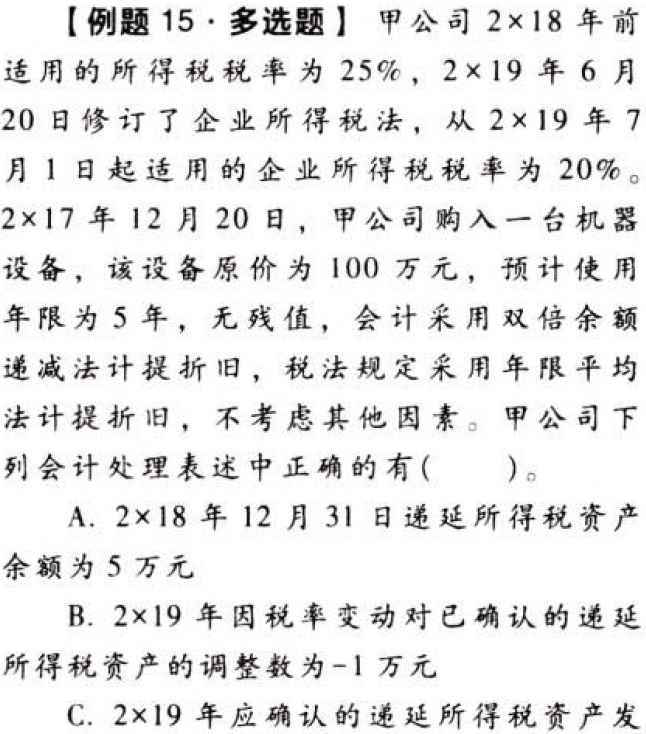 【例题 15·多选题】 甲公司 2×18 年前
适用的所得税税率为 25%，2×19 年 6 月
20 日修订了企业所得税法，从 2×19 年 7
月 1 日起适用的企业所得税税率为 20%。
2×17 年 12 月 20 日，甲公司购入一台机器
设备，该设备原价为 100 万元，预计使用
年限为 5 年，无残值，会计采用双倍余额
递减法计提折旧，税法规定采用年限平均
法计提折旧，不考虑其他因素。甲公司下
列会计处理表述中正确的有(　　)。
A. 2×18 年 12 月 31 日递延所得税资产
余额为 5 万元
B. 2×19 年因税率变动对已确认的递延
所得税资产的调整数为-1 万元
C. 2×19 年应确认的递延所得税资产发